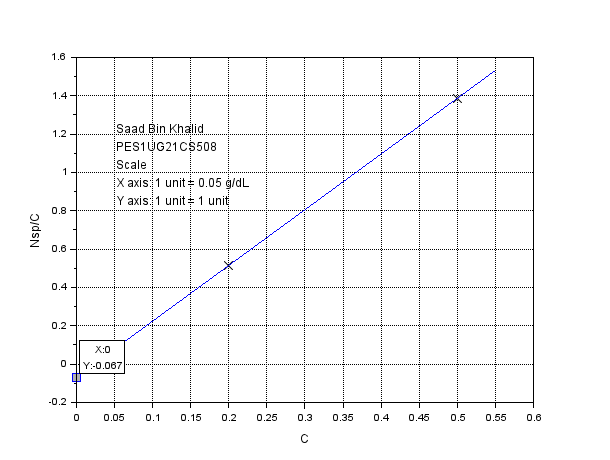 1.6
1.4
1.2
1
0.8
0.6
0.4
0.2
0
-0.2
Nsp/C
Saad Bin Khalid
PES1UG21CS508
Scale
X axis: 1 unit = 0.05 g/dL
Y axis: 1 unit = 1 unit
X:0
Y:-0.067
0 0.05 0.1 0.15 0.2 0.25 0.3 0.35 0.4 0.45 0.5 0.55 0.6
C